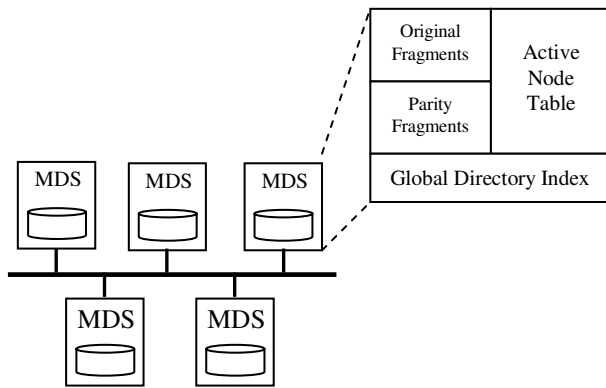 Original
Fragments
Active
Node
Table
Parity
Fragments
Global Directory Index
MDS
MDS
MDS
MDS
MDS